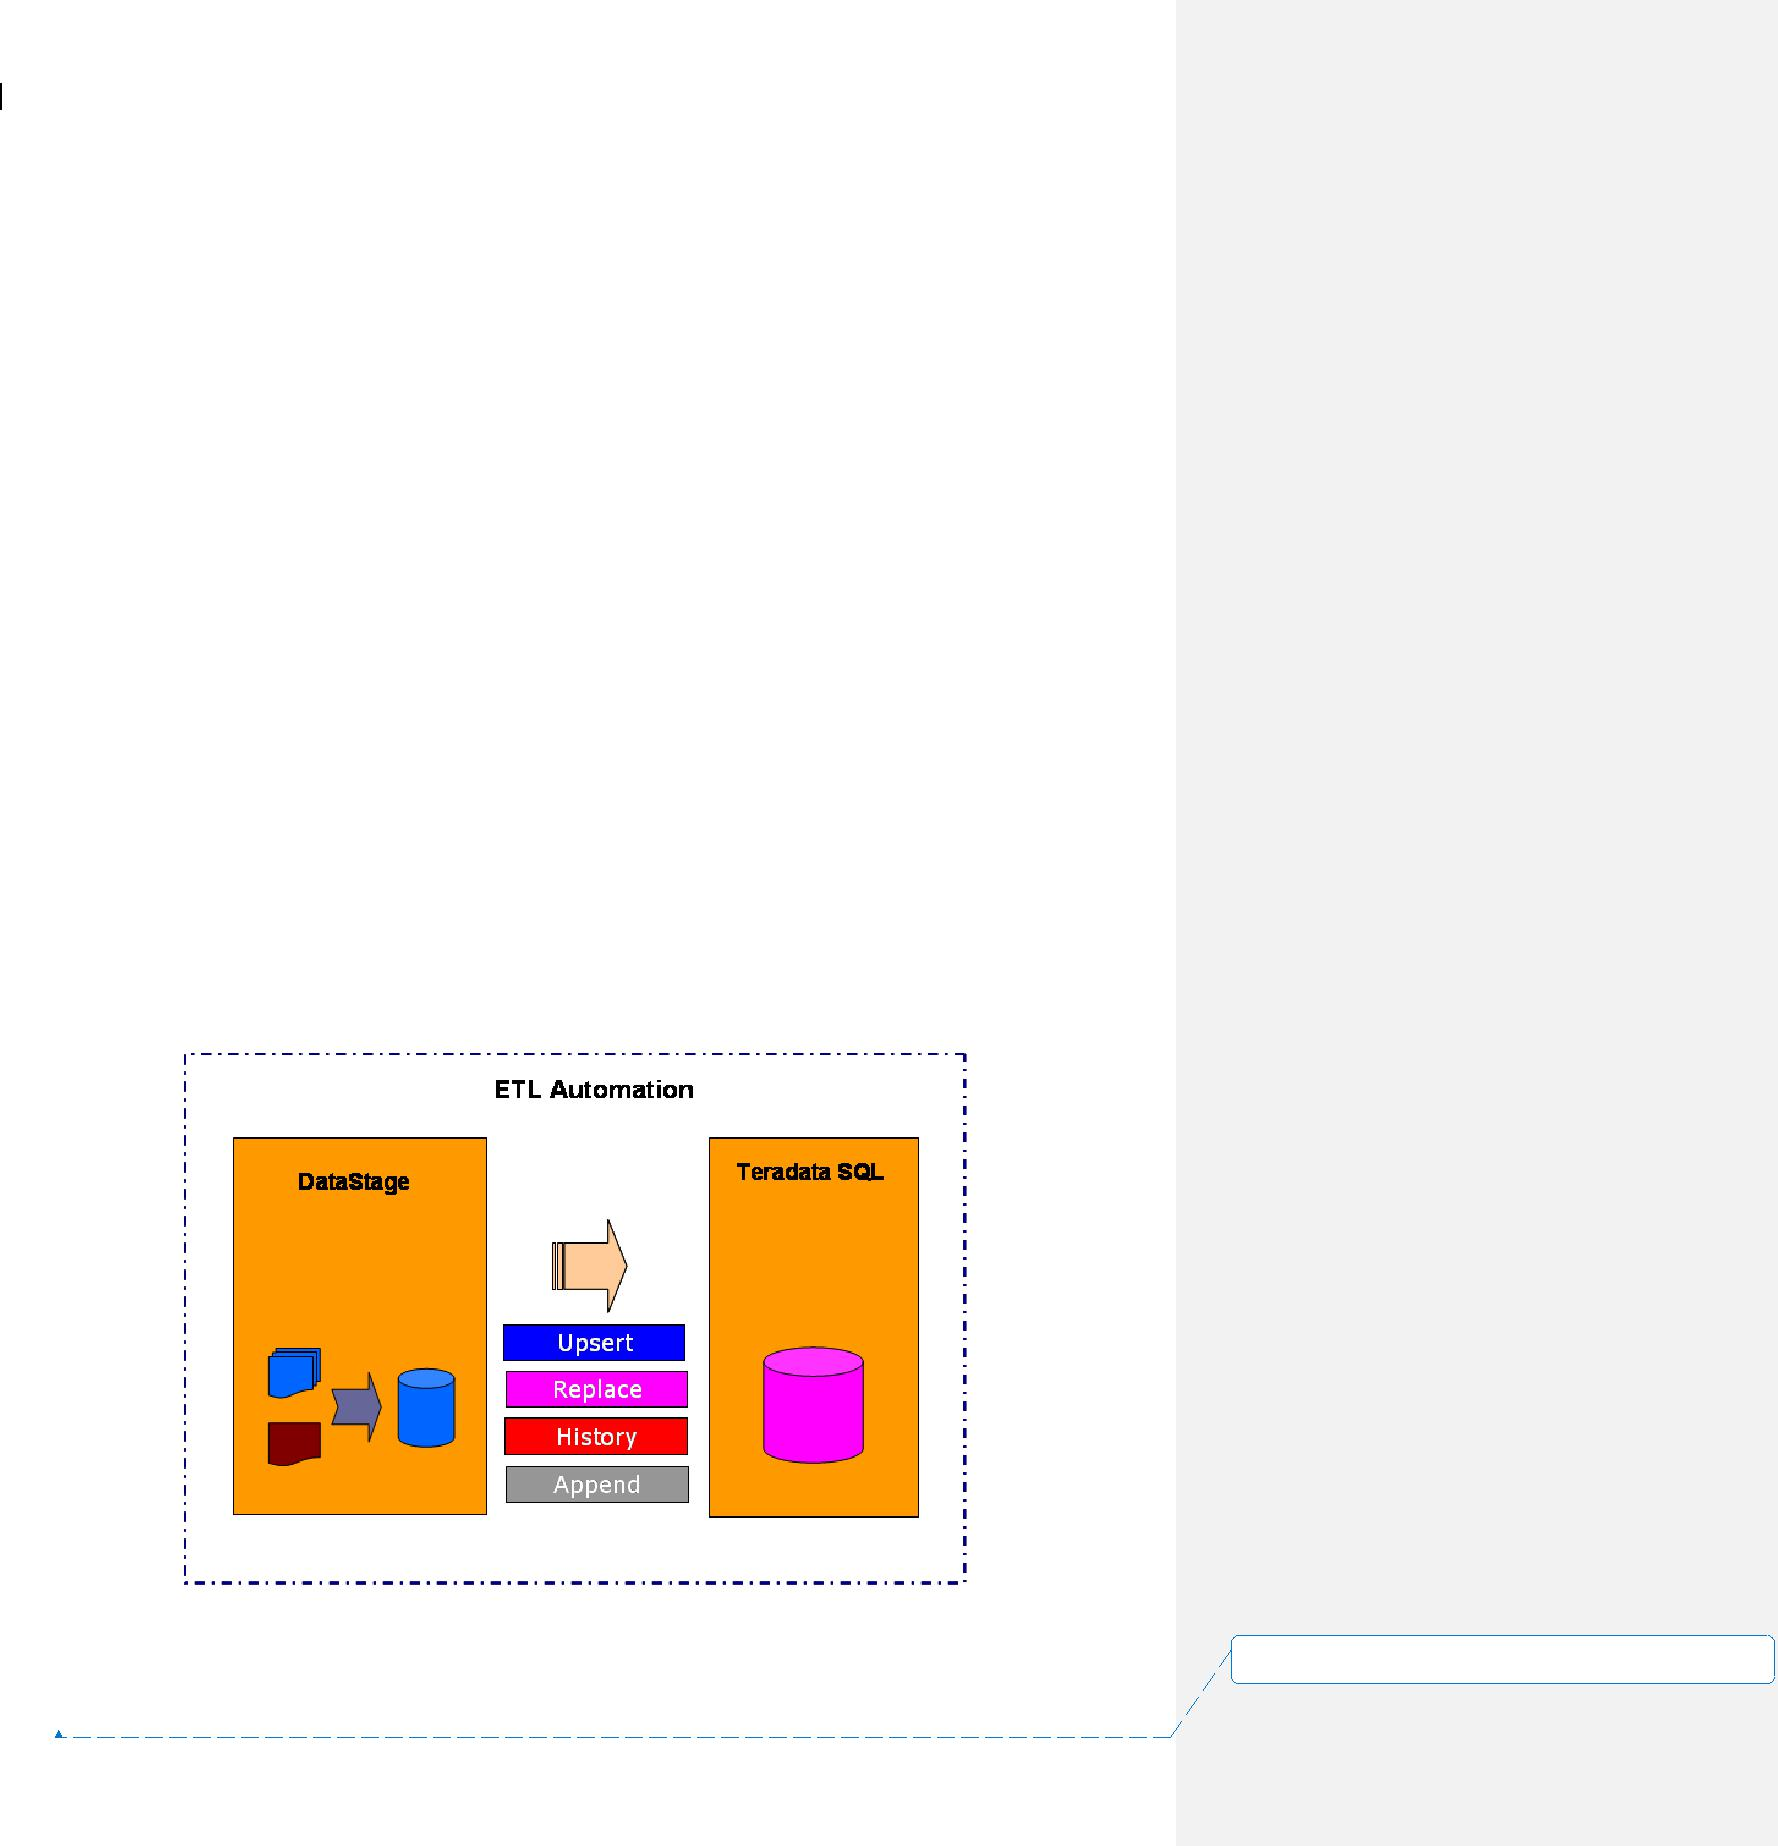 ETL Automation
DataStage
Teradata SQL
Upsert
Replace
History
Append